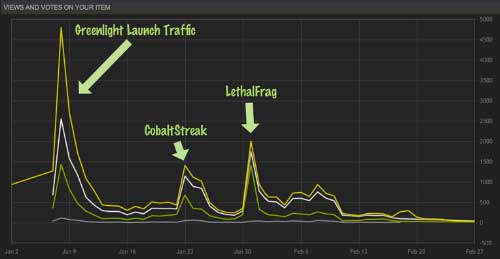 VIEWS AND VOTES ON YOUR ITEM
Greenlight Launch Traffic
LethalFrag
CobaltStreak
5000
4500
4000
3500
3000
2500
2000
1500
1000
500
0
-500
Jan 2
Jan 9
Jan 16
Jan 23
Jan 30
Feb 6
Feb 13
Feb 20
Feb 27